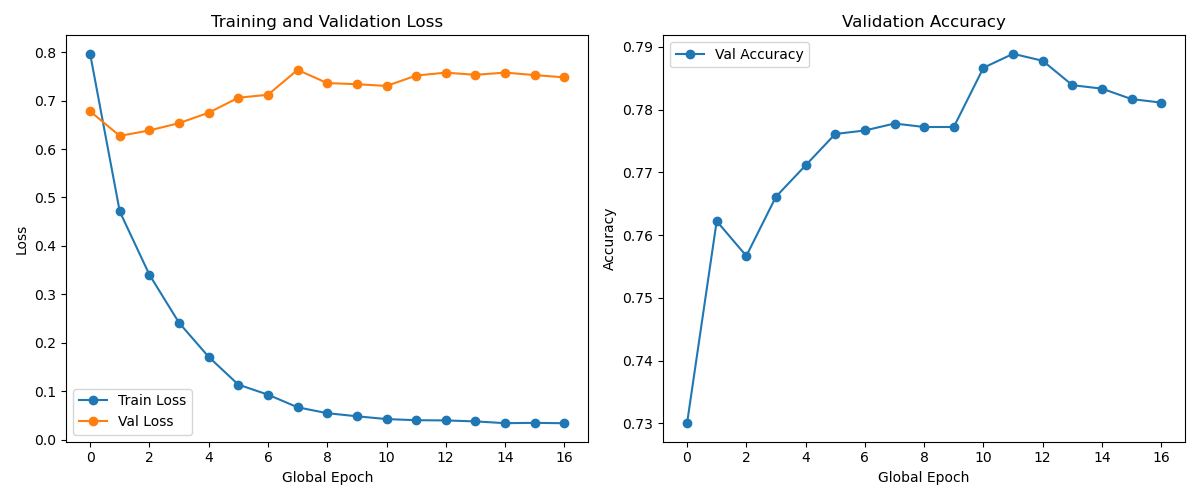 Training and Validation Loss
0.8
0.7
0.6
0.5
0.4
0.3
0.2
0.1
0.0
Loss
Train Loss
Val Loss
0 2 4 6 8 10 12 14 16
Global Epoch
Validation Accuracy
Val Accuracy
0.79
0.78
0.77
0.76
0.75
0.74
0.73
Accuracy
0 2 4 6 8 10 12 14 16
Global Epoch